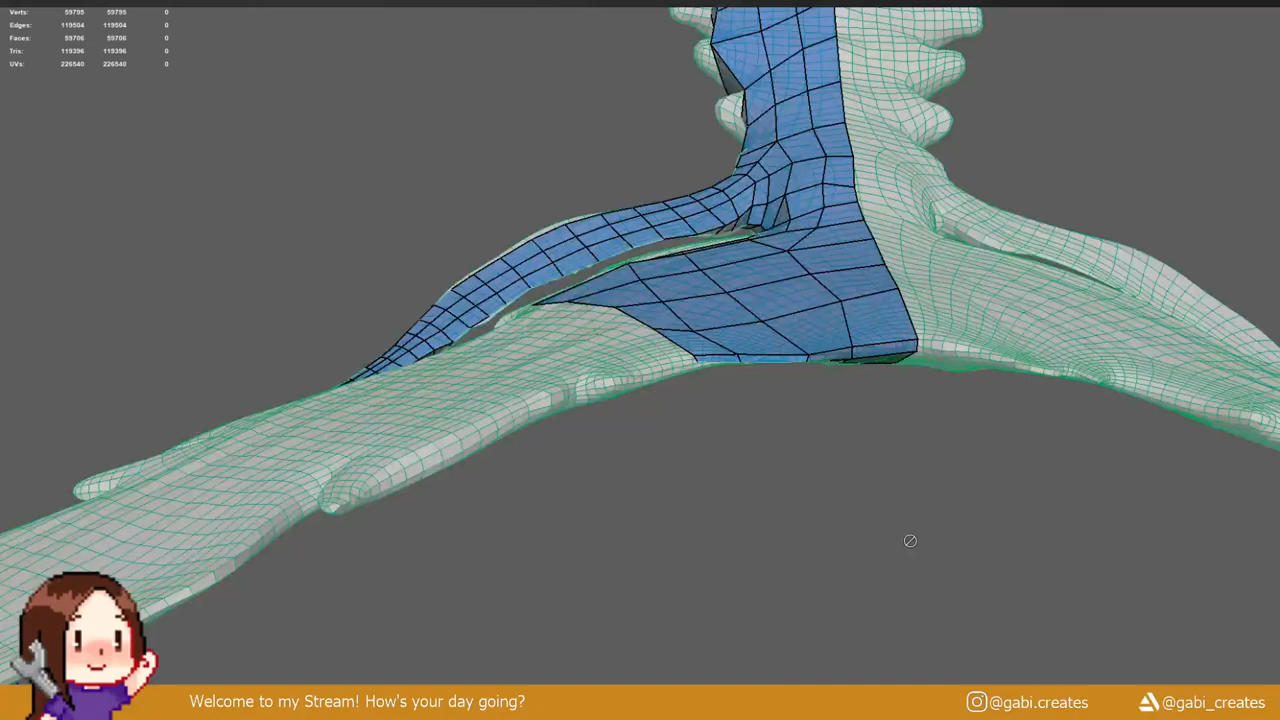 Verts: 59795 59795 0
Edges: 119504 119504 0
Faces: 59706 59706 0
Tris: 119396 119396 0
UVs: 226540 226540 0
Welcome to my Stream! How's your day going?
@gabi.creates
@gabi_creates